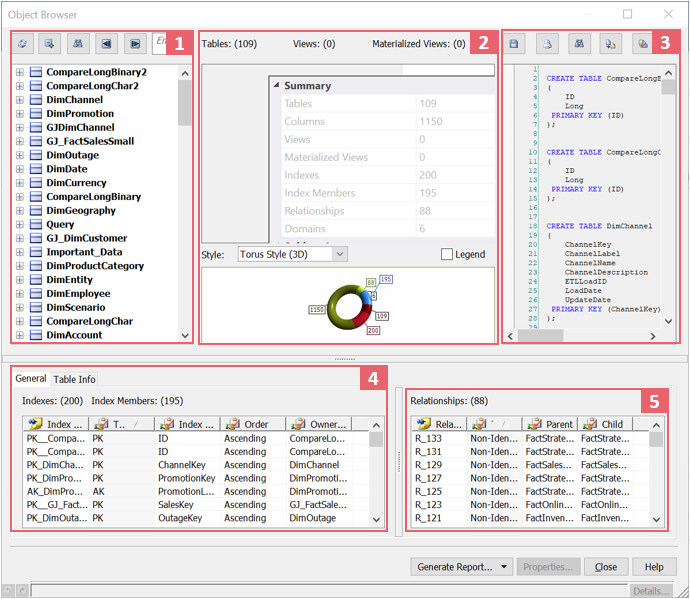 Object Browser
En
1
Tables: (109) Views: (0) Materialized Views: (0)
2
3
CompareLongBinary2
CompareLongChar2
DimChannel
DimPromotion
GJDimChannel
GJ_FactSalesSmall
DimOutage
DimDate
DimCurrency
CompareLongBinary
DimGeography
Query
GJ_DimCustomer
Important_Data
DimProductCategory
DimEntity
DimEmployee
DimScenario
CompareLongChar
DimAccount
Summary
Tables 109
Columns 1150
Views 0
Materialized Views 0
Indexes 200
Index Members 195
Relationships 88
Domains 6
Style: Torus Style (3D) Legend
88 195
1150
109
200
1
2 CREATE TABLE CompareLongB
3 (
4 ID
5 Long
6 PRIMARY KEY (ID)
7 );
8
9
10 CREATE TABLE CompareLongC
11 (
12 ID
13 Long
14 PRIMARY KEY (ID)
15 );
16
17
18 CREATE TABLE DimChannel
19 (
20 ChannelKey
21 ChannelLabel
22 ChannelName
23 ChannelDescription
24 ETLLoadID
25 LoadDate
26 UpdateDate
27 PRIMARY KEY (ChannelKey)
28 );
29
General Table Info
4
Indexes: (200) Index Members: (195)
Index ... T.. Index ... Order Owner...
PK__Compa... PK ID Ascending CompareLo...
PK__Compa... PK ID Ascending CompareLo...
PK_DimCha... PK ChannelKey Ascending DimChannel
PK_DimPro... PK PromotionKey Ascending DimPromotion
AK_DimPro... AK PromotionL... Ascending DimPromotion
PK__GJ_Fac... PK SalesKey Ascending GJ_FactSale...
PK_DimOuta... PK OutageKey Ascending DimOutage
5
Relationships: (88)
Rela... Parent Child
R_133 Non-Iden... FactStrate... FactStrate...
R_131 Non-Iden... FactStrate... FactStrate...
R_129 Non-Iden... FactSales... FactSales...
R_127 Non-Iden... FactStrate... FactStrate...
R_125 Non-Iden... FactStrate... FactStrate...
R_123 Non-Iden... FactOnlin... FactOnlin...
R_121 Non-Iden... FactInven... FactInven...
Generate Report... Properties... Close Help
Details...